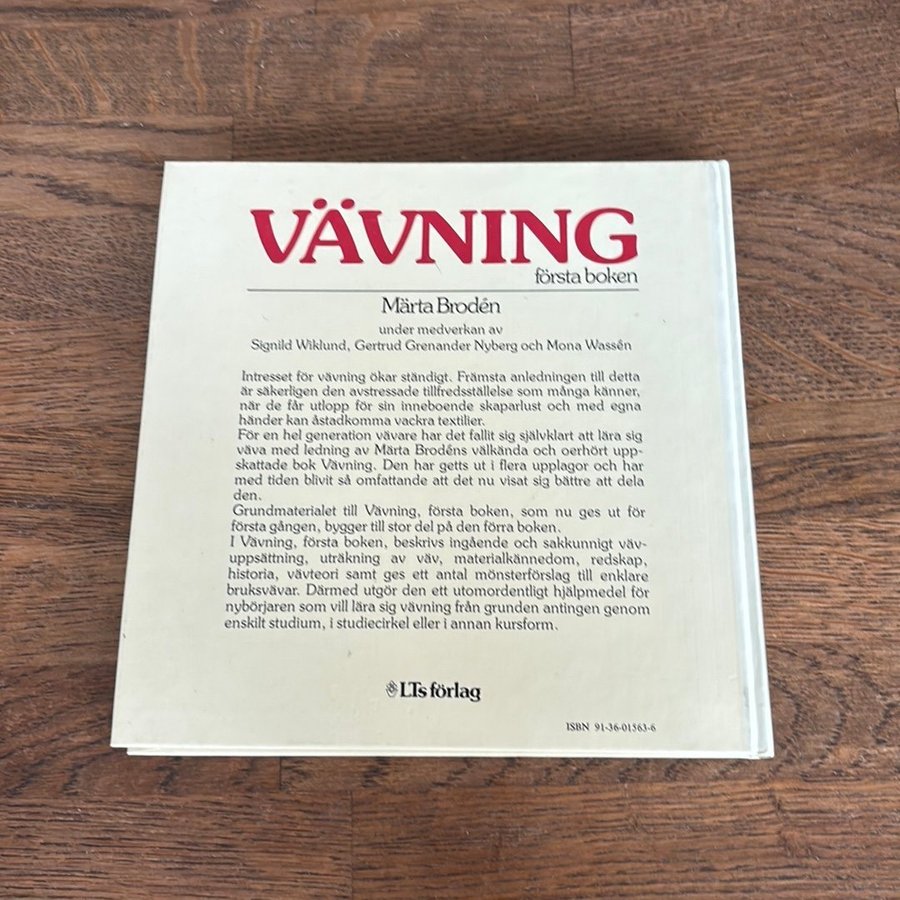 VÄVNING
första boken
Märta Brodén
under medverkan av
Signild Wiklund, Gertrud Grenander Nyberg och Mona Wassén
Intresset för vävning ökar ständigt. Främsta anledningen till detta
är säkerligen den avstressade tillfredsställelse som många känner,
när de får utlopp för sin inneboende skaparlust och med egna
händer kan åstadkomma vackra textilier.
För en hel generation vävare har det fallit sig självklart att lära sig
väva med ledning av Märta Brodéns välkända och oerhört upp-
skattade bok Vävning. Den har getts ut i flera upplagor och har
med tiden blivit så omfattande att det nu visat sig bättre att dela
den.
Grundmaterialet till Vävning, första boken, som nu ges ut för
första gången, bygger till stor del på den förra boken.
I Vävning, första boken, beskrivs ingående och sakkunnigt väv-
uppsättning, uträkning av väv, materialkännedom, redskap,
historia, vävteori samt ges ett antal mönsterförslag till enklare
bruksvävar. Därmed utgör den ett utomordentligt hjälpmedel för
nybörjaren som vill lära sig vävning från grunden antingen genom
enskilt studium, i studiecirkel eller i annan kursform.
LTs förlag
ISBN 91-36-01563-6